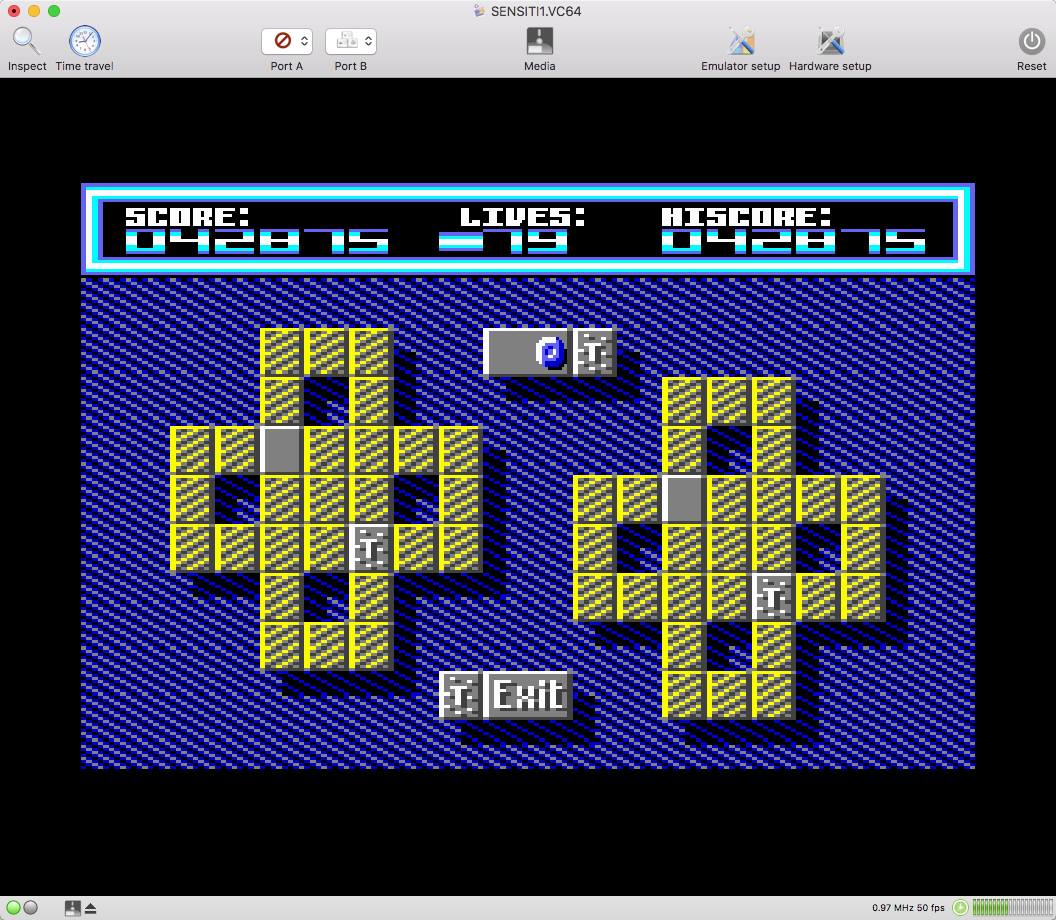 SENSITI1.VC64
Inspect Time travel Port A Port B Media Emulator setup Hardware setup Reset
SCORE: LIVES: HISCORE:
042875 79 042875
T
T
T
T Exit
0.97 MHz 50 fps